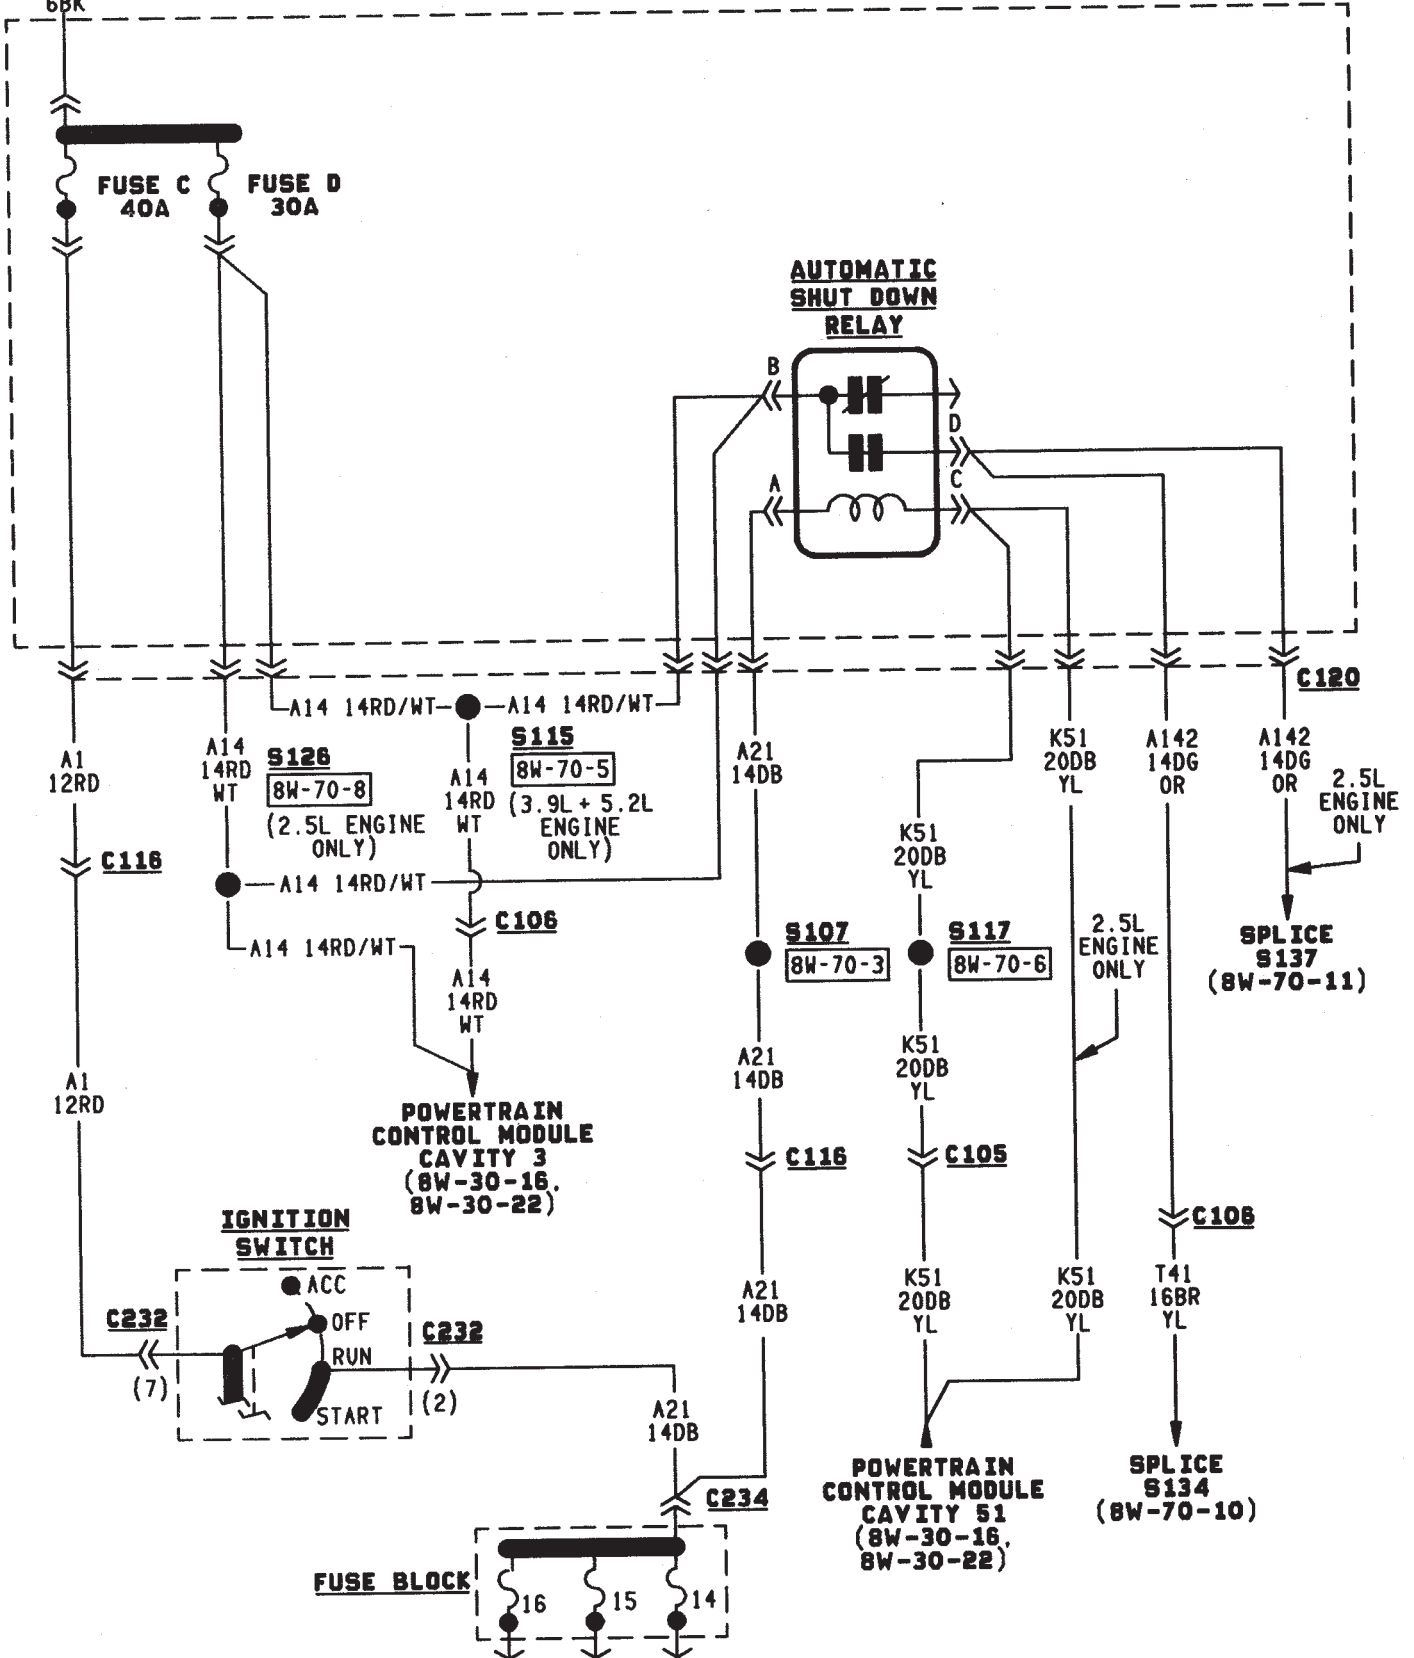 6BK
FUSE C
40A
FUSE D
30A
AUTOMATIC
SHUT DOWN
RELAY
B
D
A
C
C120
A14 14RD/WT
A14 14RD/WT
A1
12RD
A14
14RD
WT
S126
8W-70-8
(2.5L ENGINE
ONLY)
A14
14RD
WT
S115
8W-70-5
(3.9L + 5.2L
ENGINE
ONLY)
A21
14DB
K51
20DB
YL
K51
20DB
YL
A142
14DG
OR
A142
14DG
OR
2.5L
ENGINE
ONLY
C116
A14 14RD/WT
C106
A14 14RD/WT
A14
14RD
WT
S107
8W-70-3
S117
8W-70-6
2.5L
ENGINE
ONLY
SPLICE
S137
(8W-70-11)
A1
12RD
A21
14DB
K51
20DB
YL
POWERTRAIN
CONTROL MODULE
CAVITY 3
(8W-30-16,
8W-30-22)
C116
C105
C106
IGNITION
SWITCH
ACC
OFF
RUN
START
C232
(7)
C232
(2)
A21
14DB
K51
20DB
YL
K51
20DB
YL
T41
16BR
YL
A21
14DB
C234
POWERTRAIN
CONTROL MODULE
CAVITY 51
(8W-30-16,
8W-30-22)
SPLICE
S134
(8W-70-10)
FUSE BLOCK
16
15
14